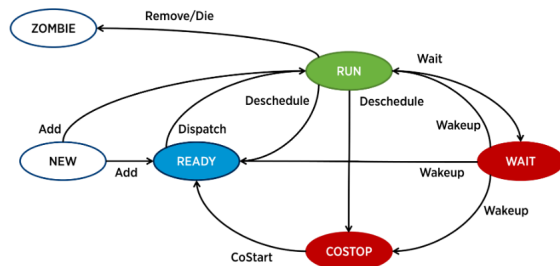 Remove/Die
ZOMBIE
RUN
Wait
Deschedule
Deschedule
Add
Dispatch
Wakeup
NEW
READY
WAIT
Add
Wakeup
Wakeup
COSTOP
CoStart